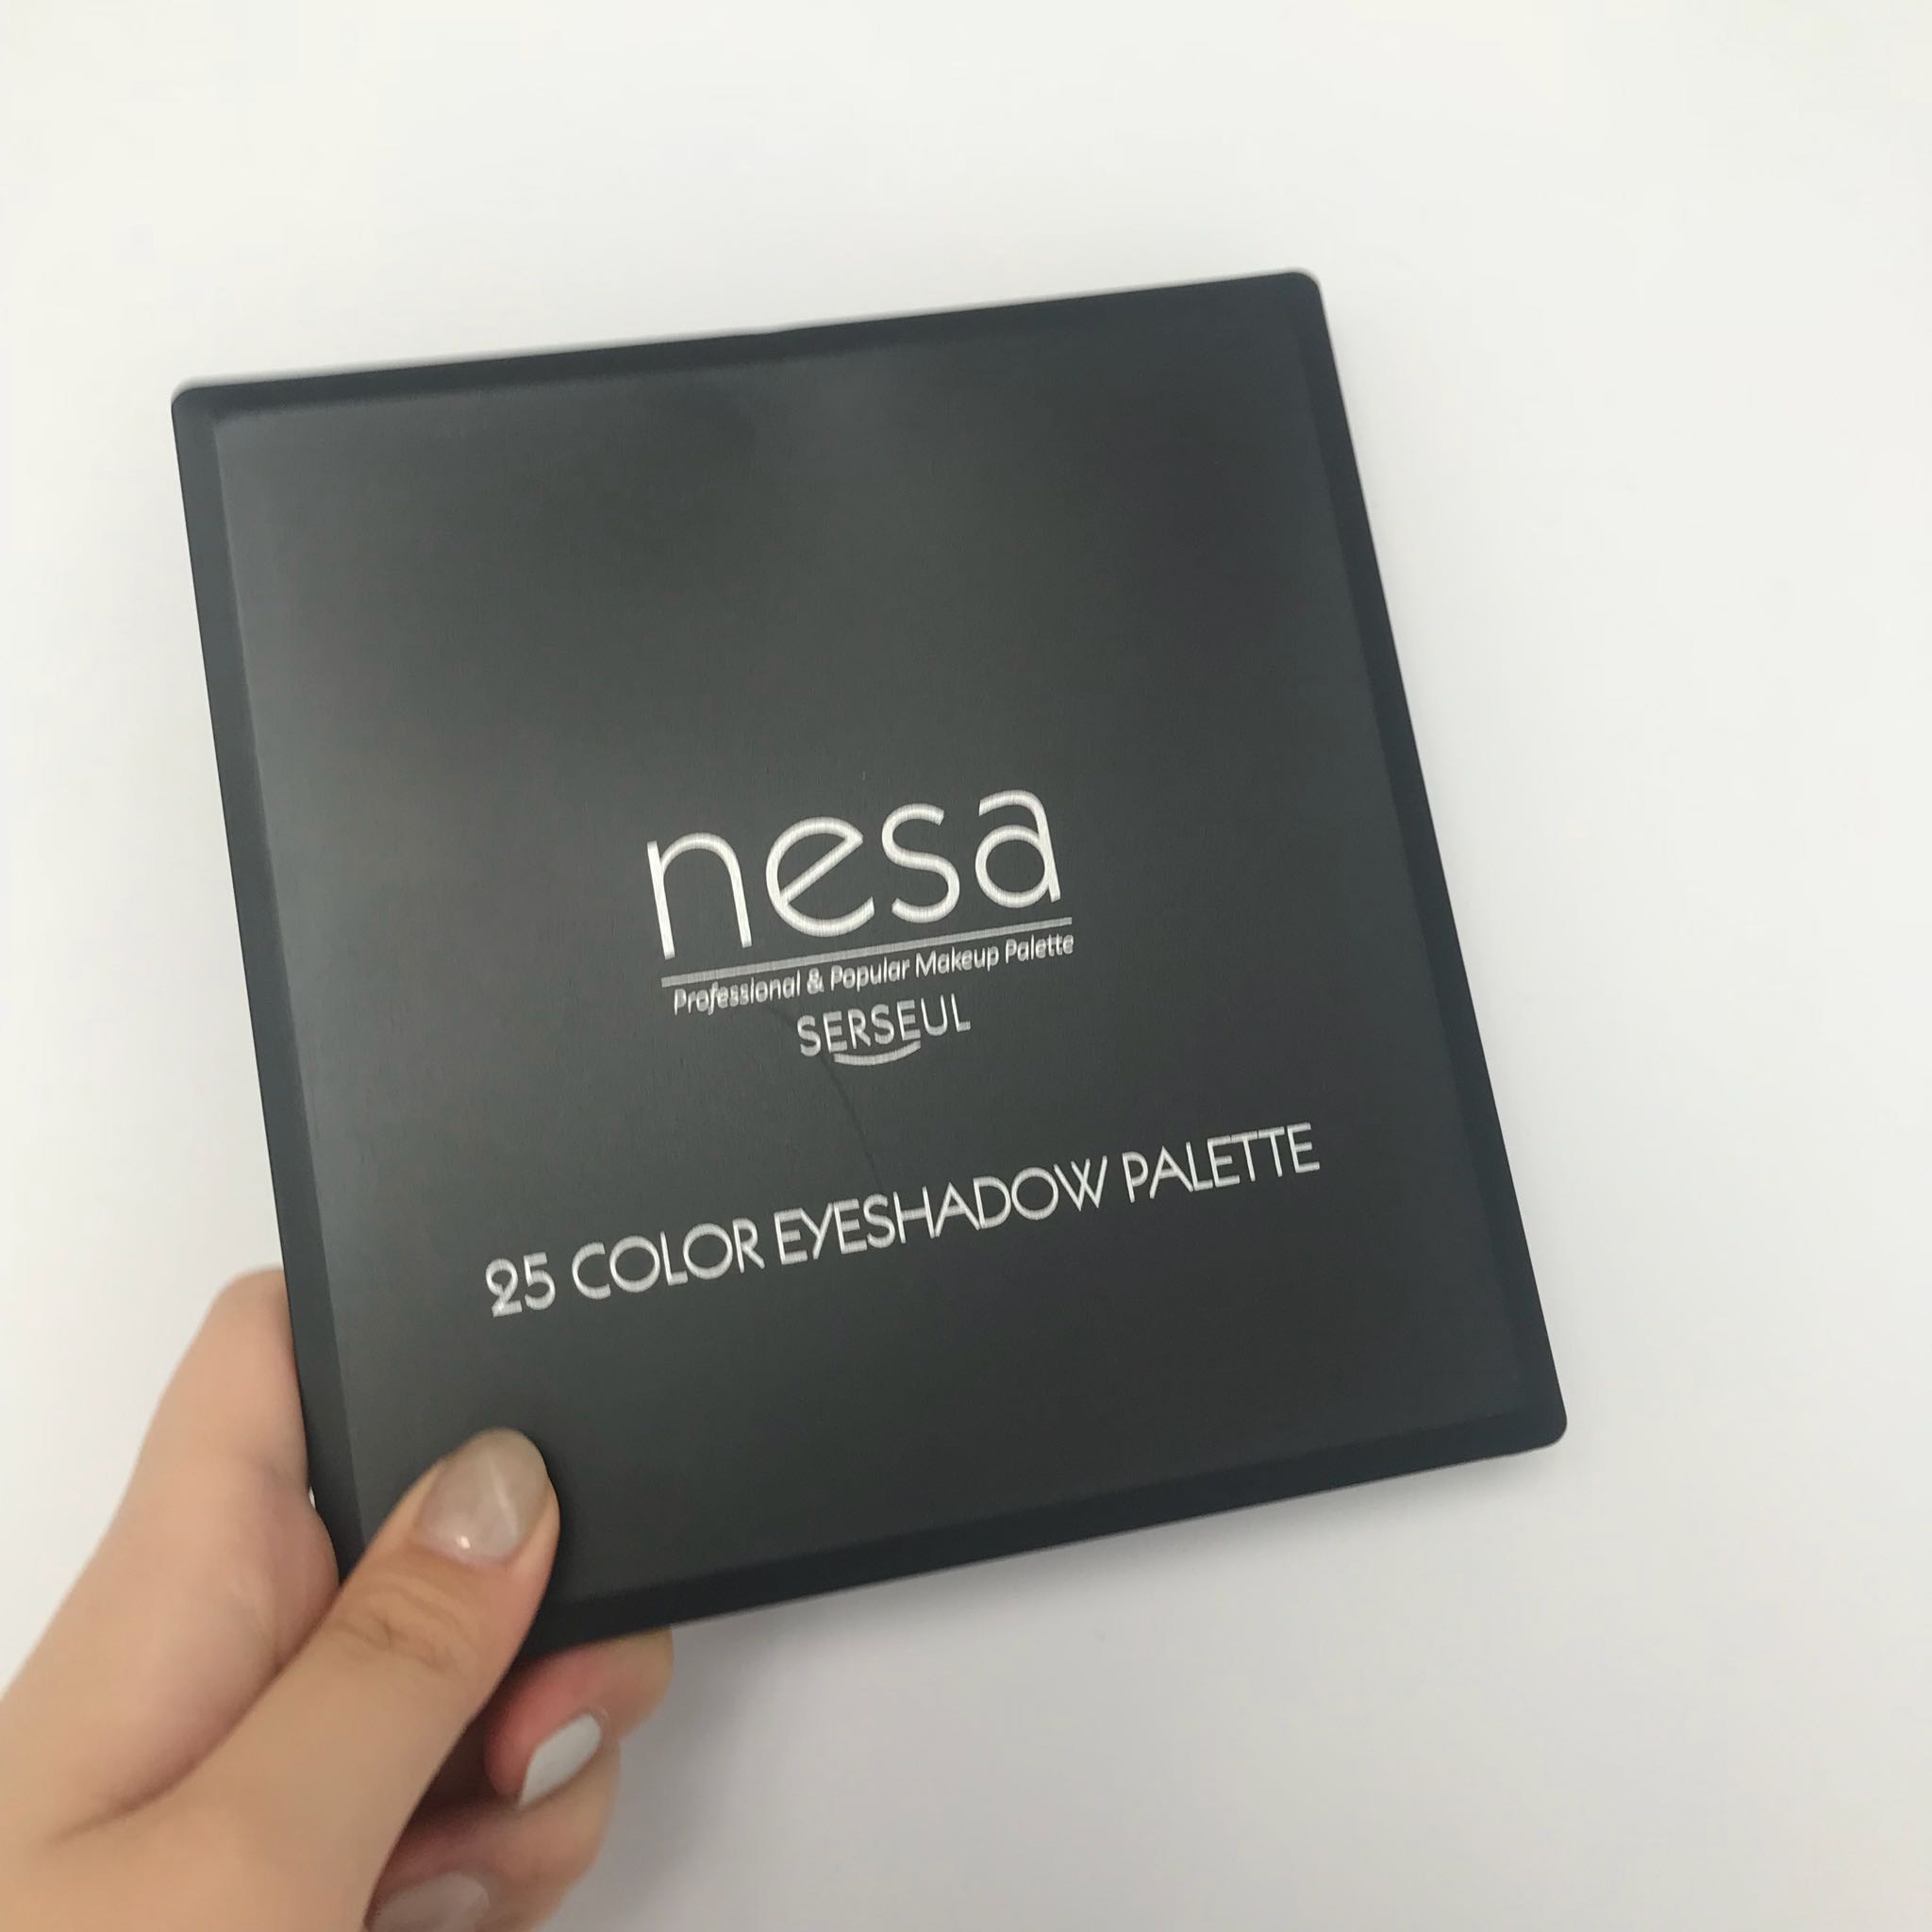 nesa
Professional & Popular Makeup Palette
SERSEUL
25 COLOR EYESHADOW PALETTE